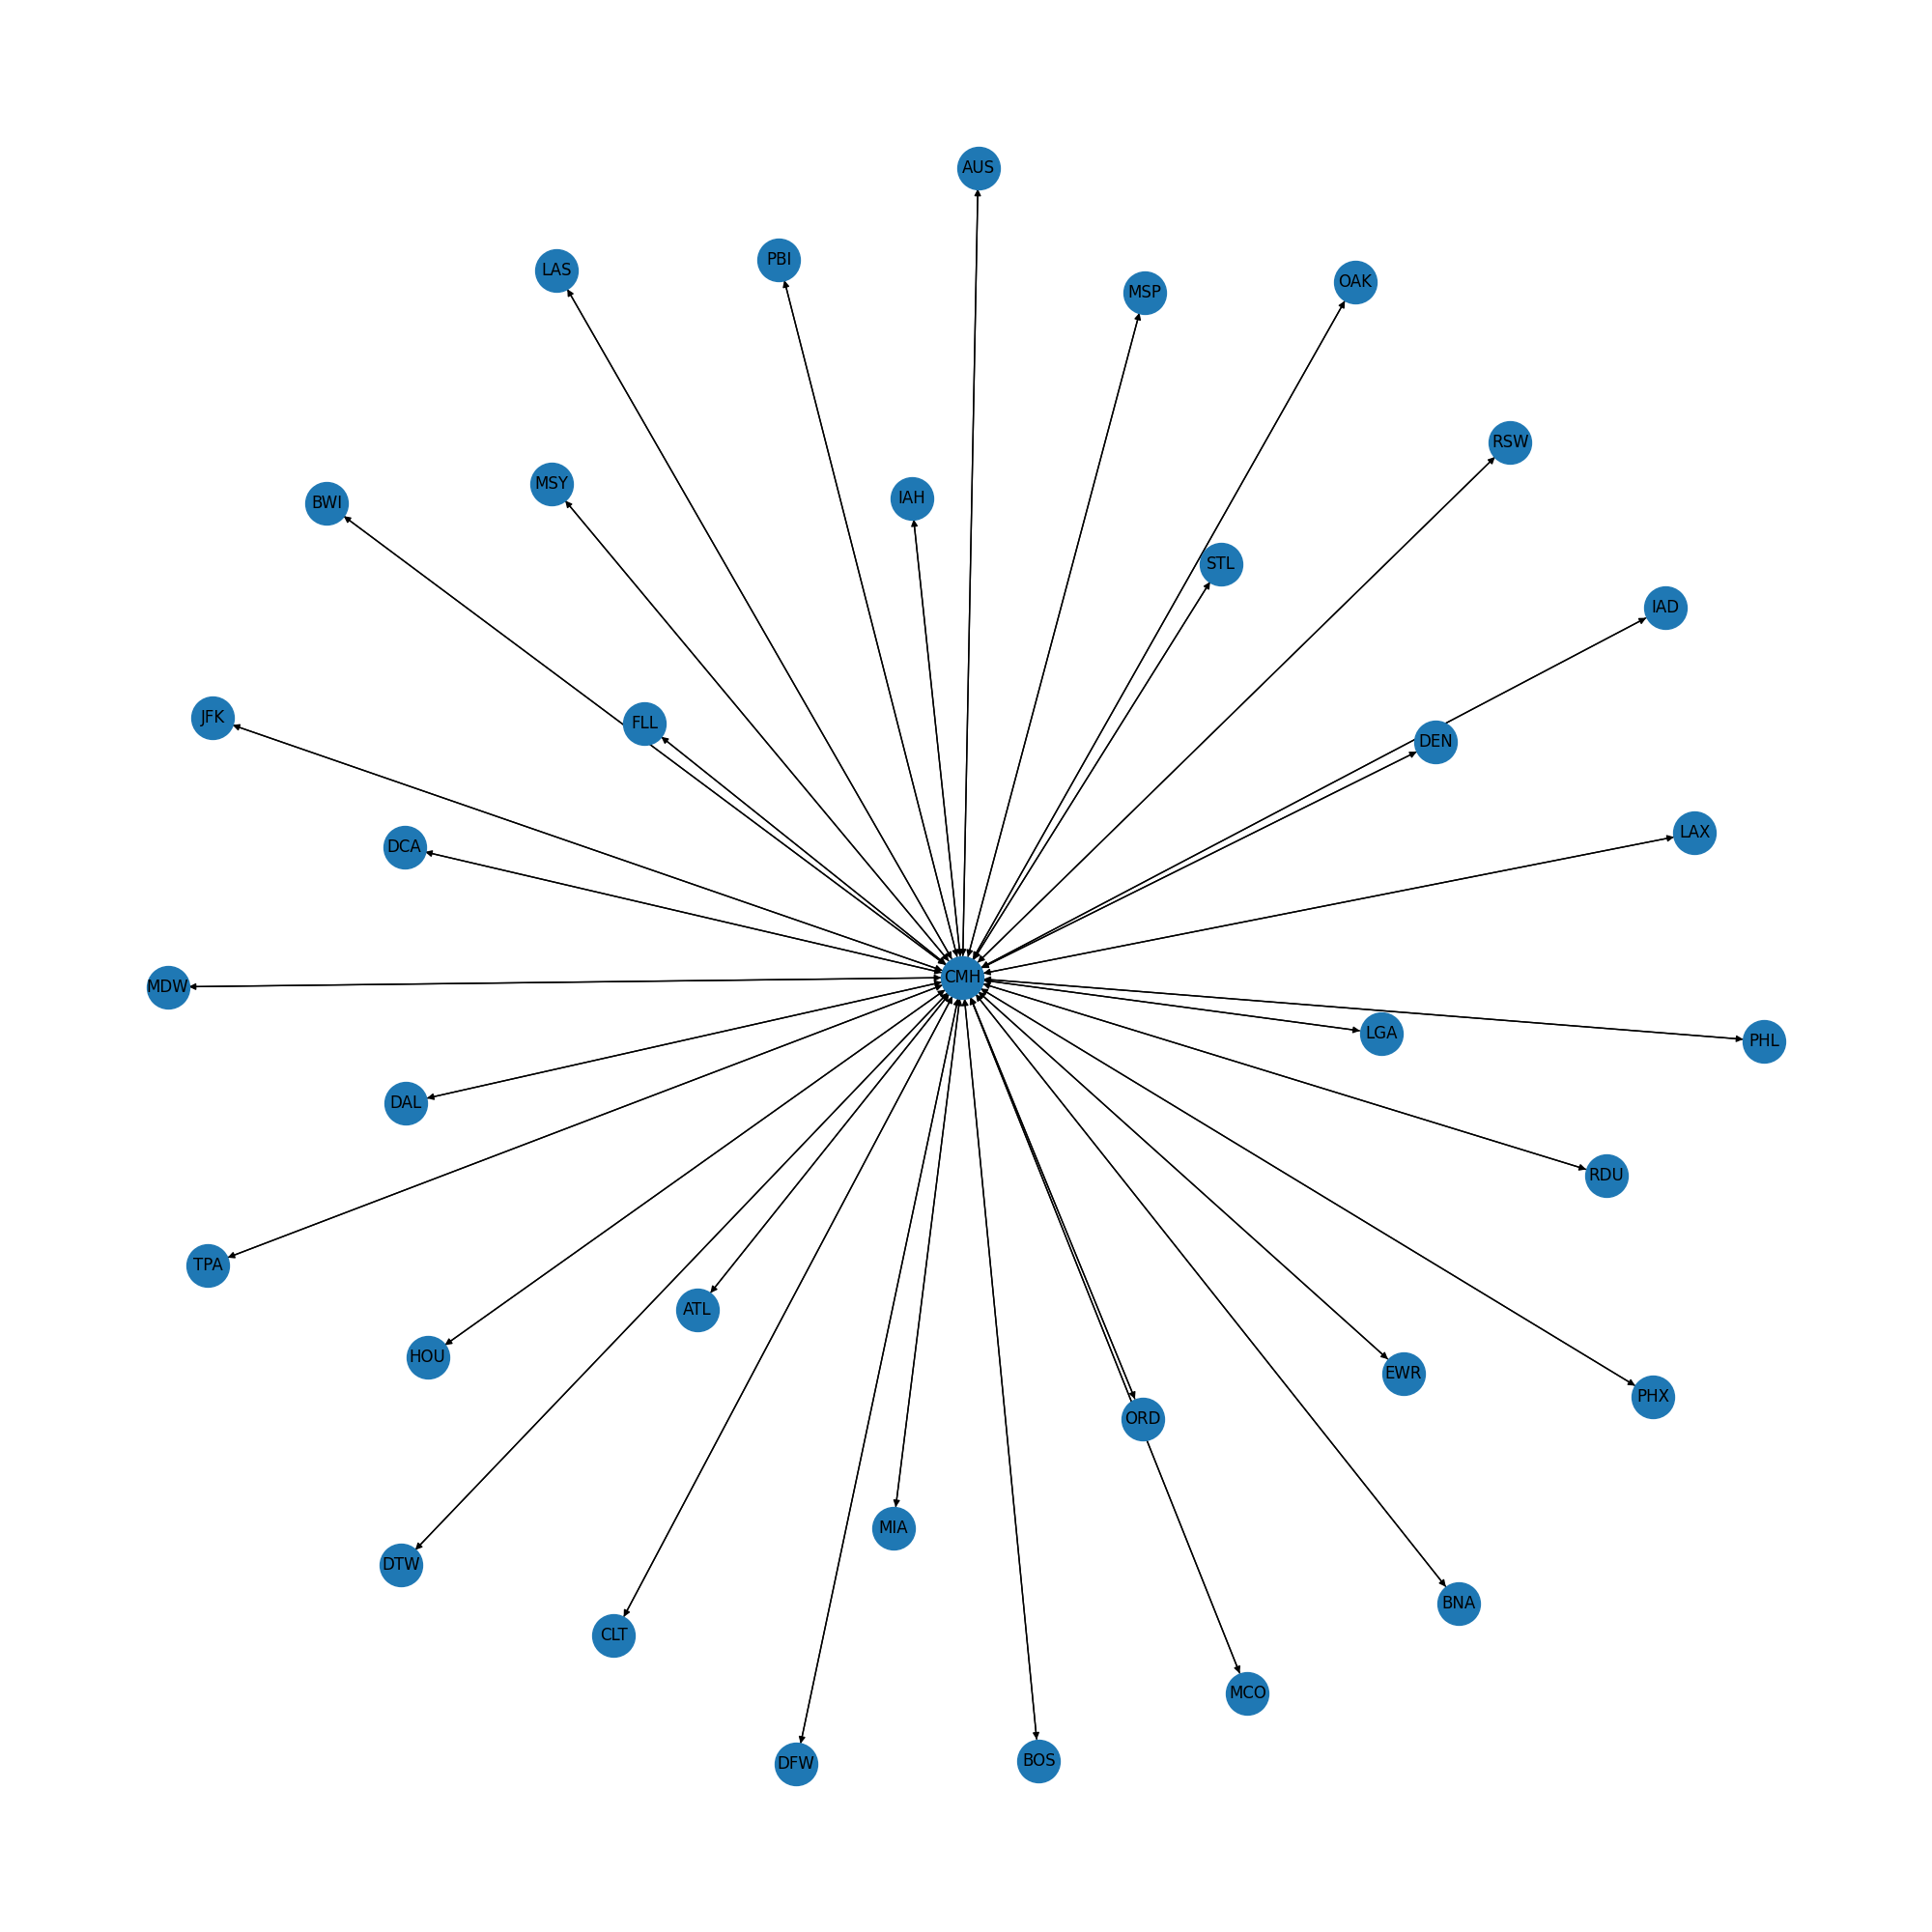 AUS
PBI
LAS
OAK
MSP
RSW
MSY
IAH
BWI
STL
IAD
JFK
FLL
DEN
LAX
DCA
CMH
MDW
LGA
PHL
DAL
RDU
TPA
ATL
HOU
EWR
PHX
ORD
MIA
DTW
BNA
CLT
MCO
BOS
DFW